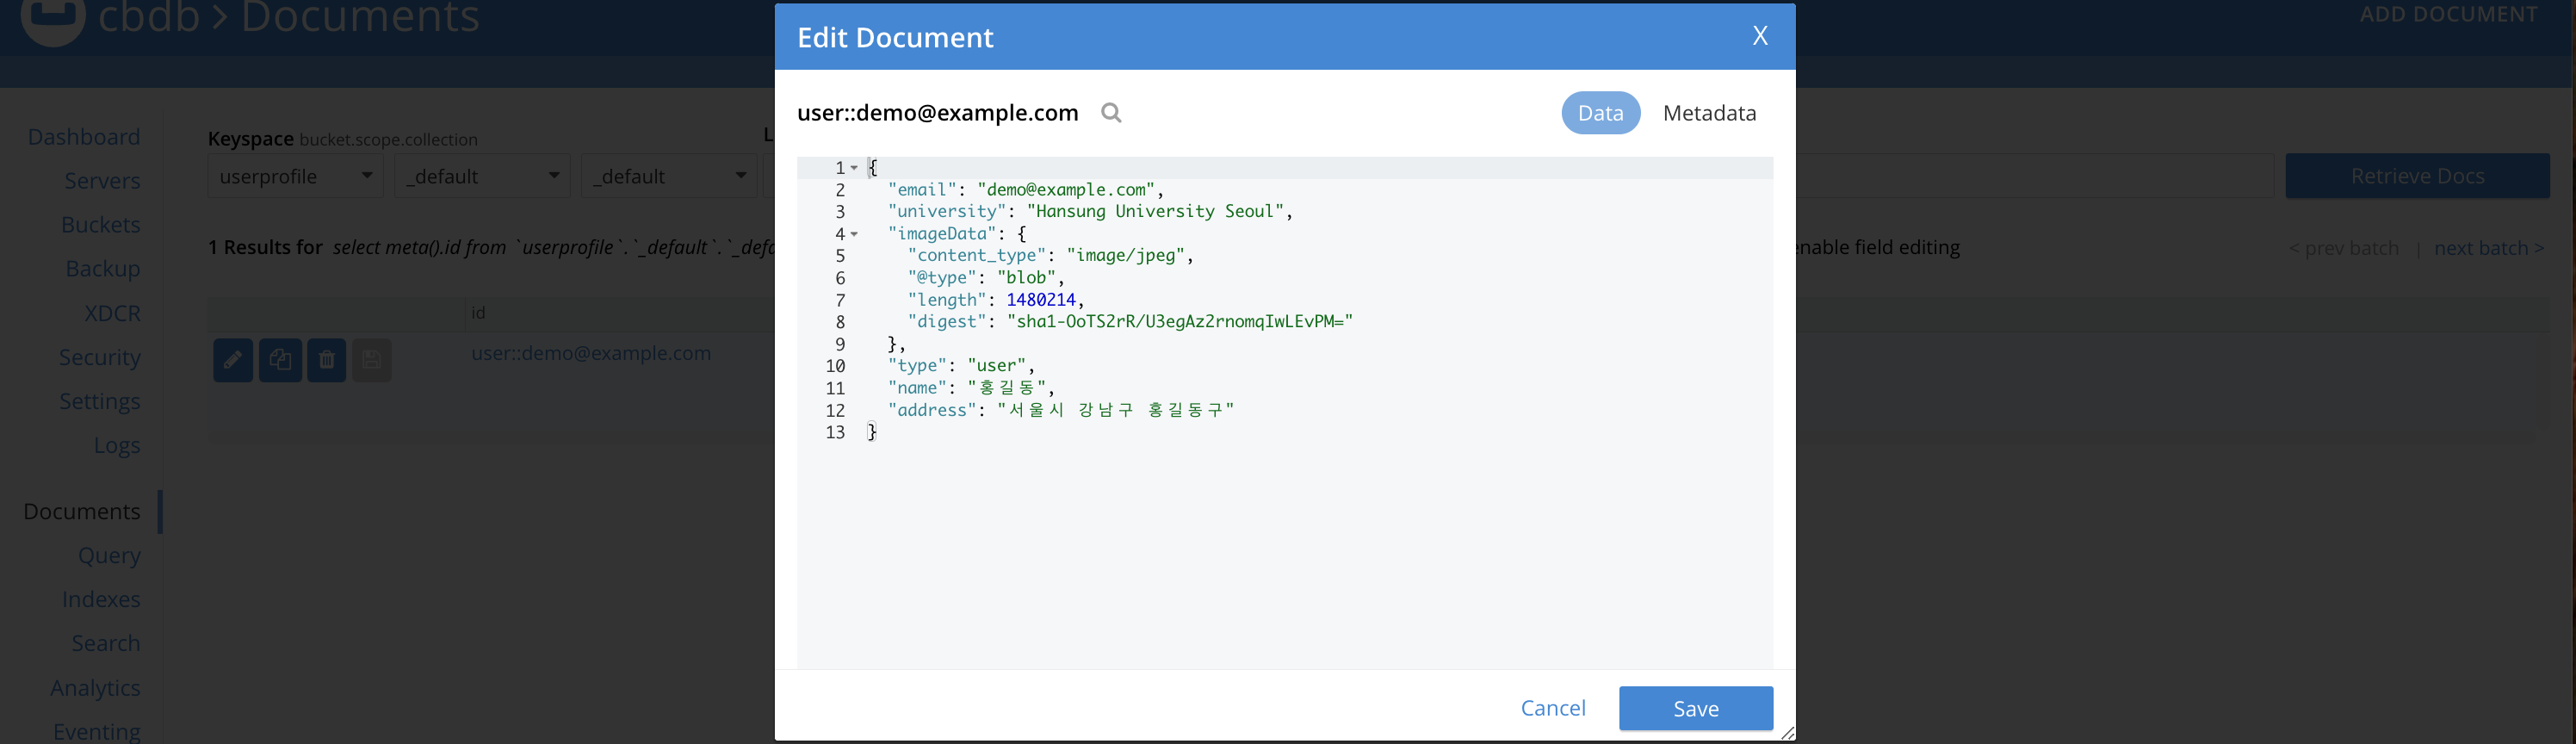 cbdb > Documents
ADD DOCUMENT
Dashboard
Servers
Buckets
Backup
XDCR
Security
Settings
Logs
Documents
Query
Indexes
Search
Analytics
Eventing
Keyspace bucket.scope.collection
L
userprofile
_default
_default
Retrieve Docs
1 Results for select meta().id from `userprofile`.`_default`.`_defa
enable field editing
< prev batch | next batch >
id
user::demo@example.com
Edit Document
X
user::demo@example.com
Data
Metadata
1 {
2 "email": "demo@example.com",
3 "university": "Hansung University Seoul",
4 "imageData": {
5 "content_type": "image/jpeg",
6 "@type": "blob",
7 "length": 1480214,
8 "digest": "sha1-OoTS2rR/U3egAz2rnomqIwLEvPM="
9 },
10 "type": "user",
11 "name": "홍길동",
12 "address": "서울시 강남구 홍길동구"
13 }
Cancel
Save